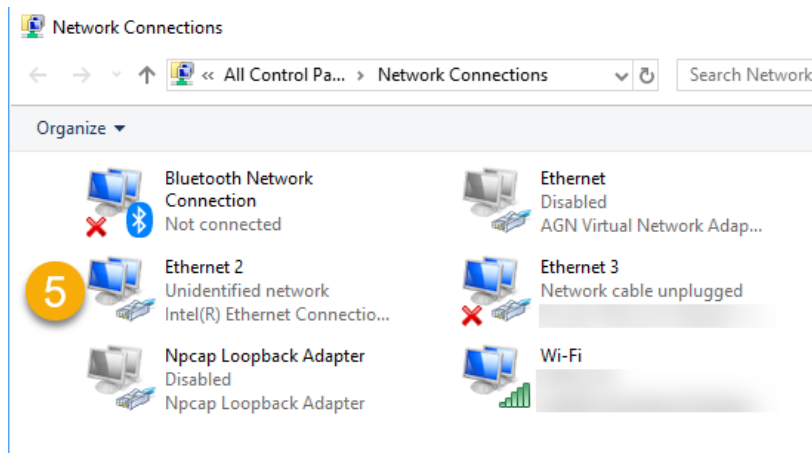 Network Connections
« All Control Pa... › Network Connections
Search Network
Organize
Bluetooth Network
Connection
Not connected
Ethernet
Disabled
AGN Virtual Network Adap...
5
Ethernet 2
Unidentified network
Intel(R) Ethernet Connectio...
Ethernet 3
Network cable unplugged
Npcap Loopback Adapter
Disabled
Npcap Loopback Adapter
Wi-Fi